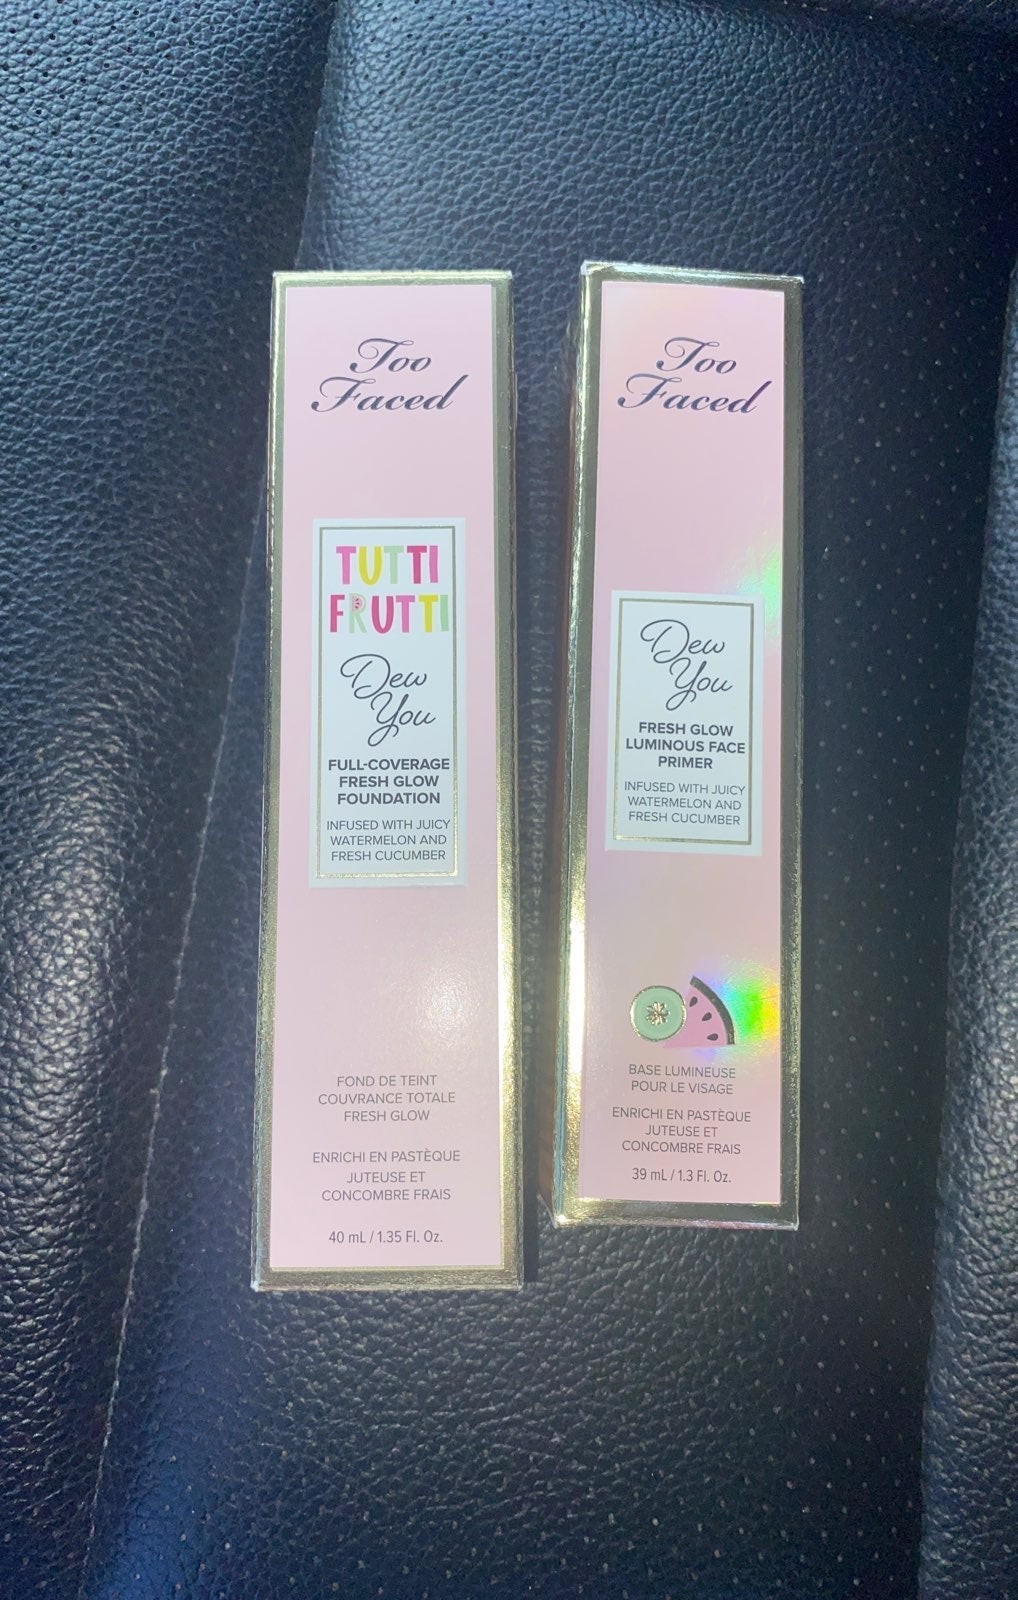 Too
Faced
TUTTI
FRUTTI
Dew
You
FULL-COVERAGE
FRESH GLOW
FOUNDATION
INFUSED WITH JUICY
WATERMELON AND
FRESH CUCUMBER
FOND DE TEINT
COUVRANCE TOTALE
FRESH GLOW
ENRICHI EN PASTÈQUE
JUTEUSE ET
CONCOMBRE FRAIS
40 mL / 1.35 Fl. Oz.
Too
Faced
Dew
You
FRESH GLOW
LUMINOUS FACE
PRIMER
INFUSED WITH JUICY
WATERMELON AND
FRESH CUCUMBER
BASE LUMINEUSE
POUR LE VISAGE
ENRICHI EN PASTÈQUE
JUTEUSE ET
CONCOMBRE FRAIS
39 mL / 1.3 Fl. Oz.